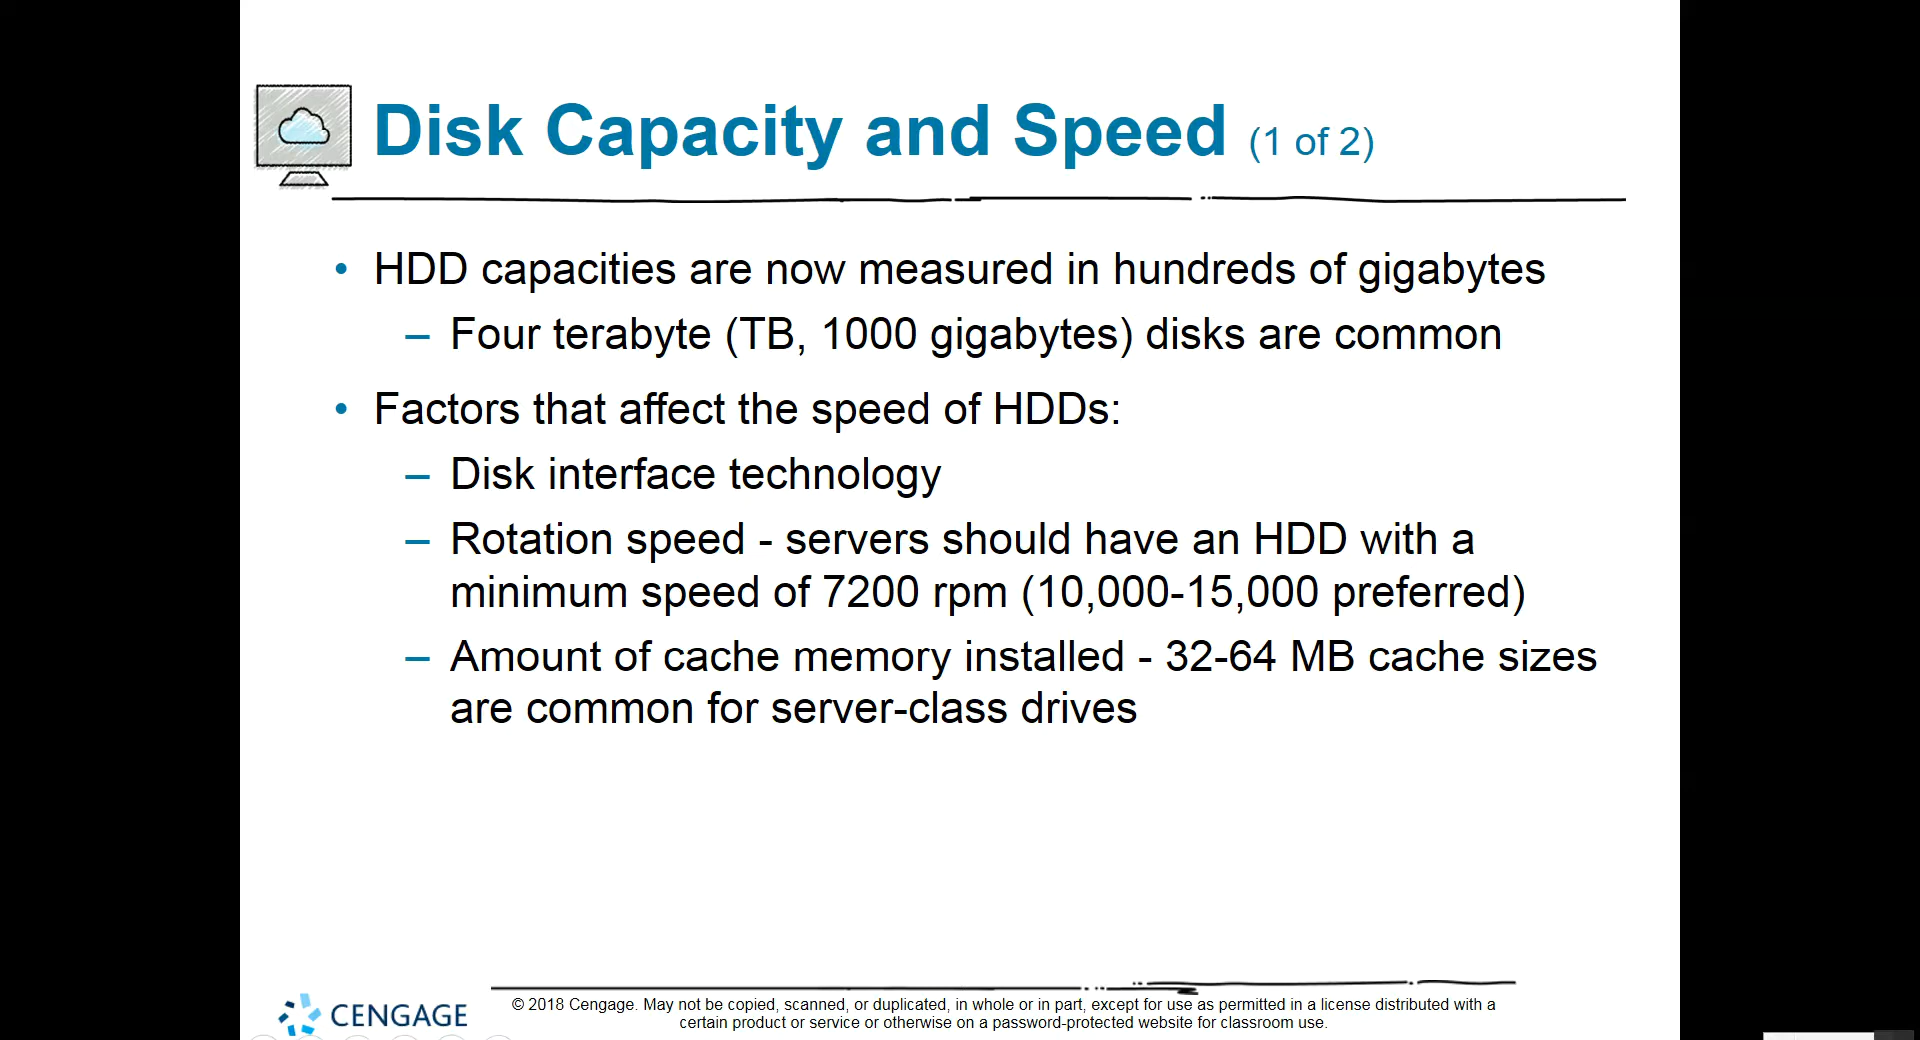 Disk Capacity and Speed (1 of 2)
• HDD capacities are now measured in hundreds of gigabytes
– Four terabyte (TB, 1000 gigabytes) disks are common
• Factors that affect the speed of HDDs:
– Disk interface technology
– Rotation speed - servers should have an HDD with a
minimum speed of 7200 rpm (10,000-15,000 preferred)
– Amount of cache memory installed - 32-64 MB cache sizes
are common for server-class drives
CENGAGE
© 2018 Cengage. May not be copied, scanned, or duplicated, in whole or in part, except for use as permitted in a license distributed with a
certain product or service or otherwise on a password-protected website for classroom use.